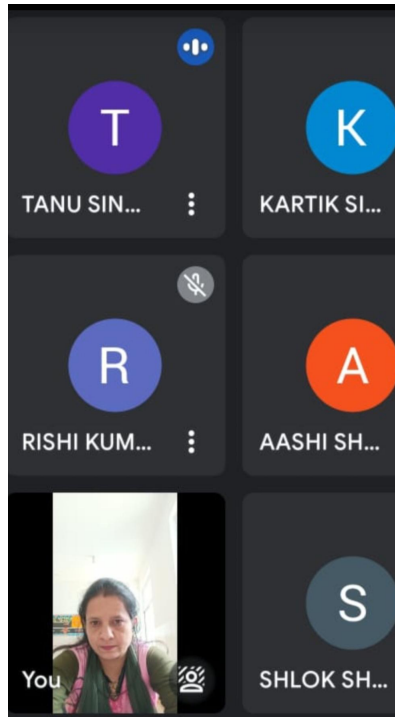 T
TANU SIN...
K
KARTIK SI...
R
RISHI KUM...
A
AASHI SH...
You
S
SHLOK SH...